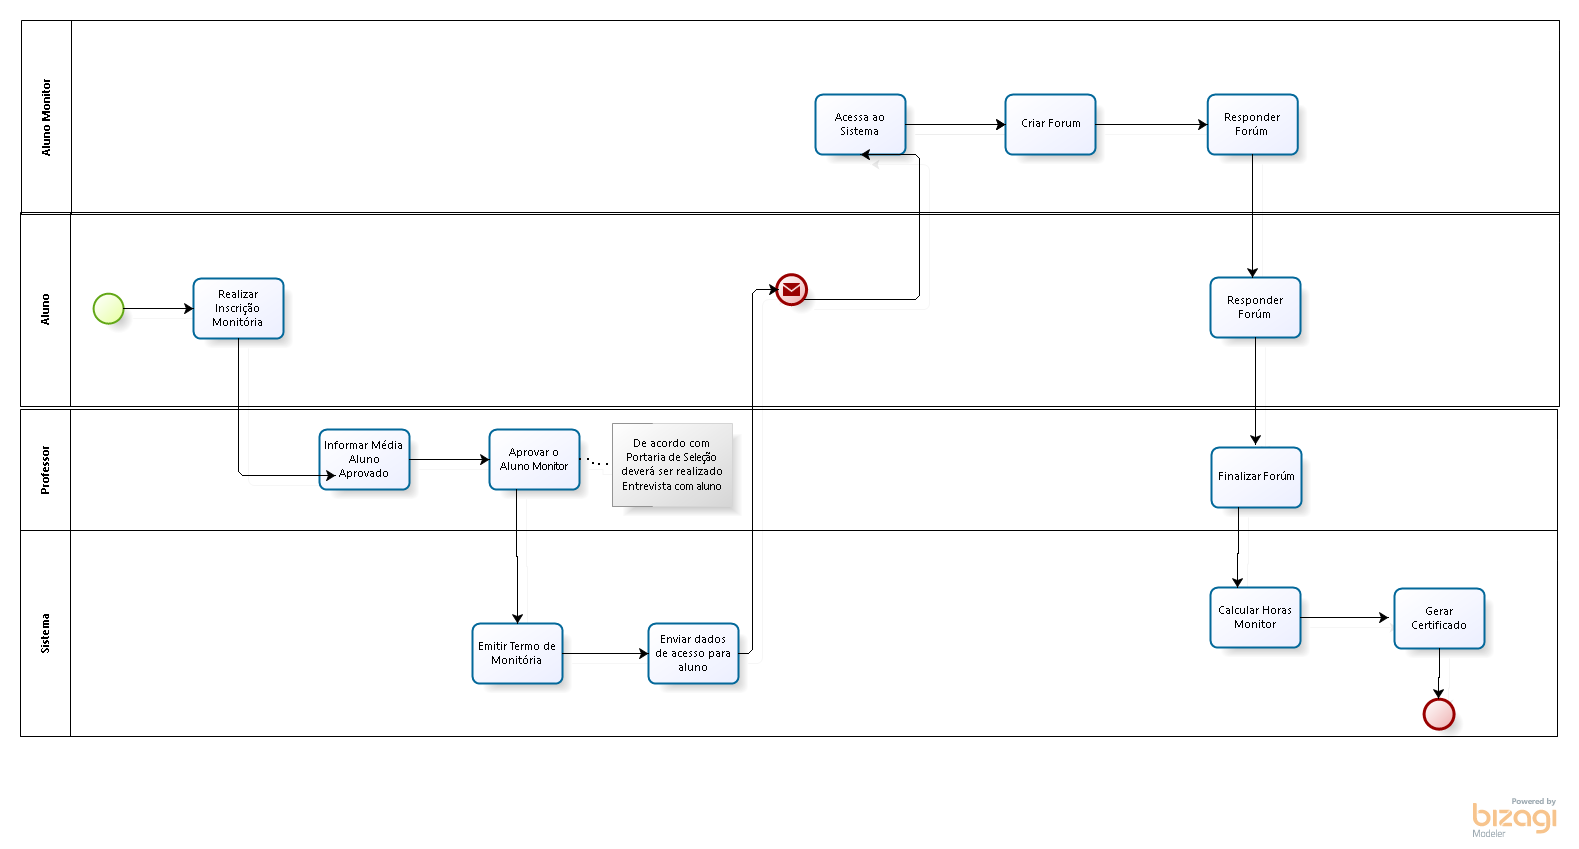 Aluno Monitor
Acessa ao
Sistema
Criar Forum
Responder
Forúm
Aluno
Realizar
Inscrição
Monitória
Responder
Forúm
Professor
Informar Média
Aluno
Aprovado
Aprovar o
Aluno Monitor
De acordo com
Portaria de Seleção
deverá ser realizado
Entrevista com aluno
Finalizar Forúm
Sistema
Emitir Termo de
Monitória
Enviar dados
de acesso para
aluno
Calcular Horas
Monitor
Gerar
Certificado
Powered by
bizagi
Modeler